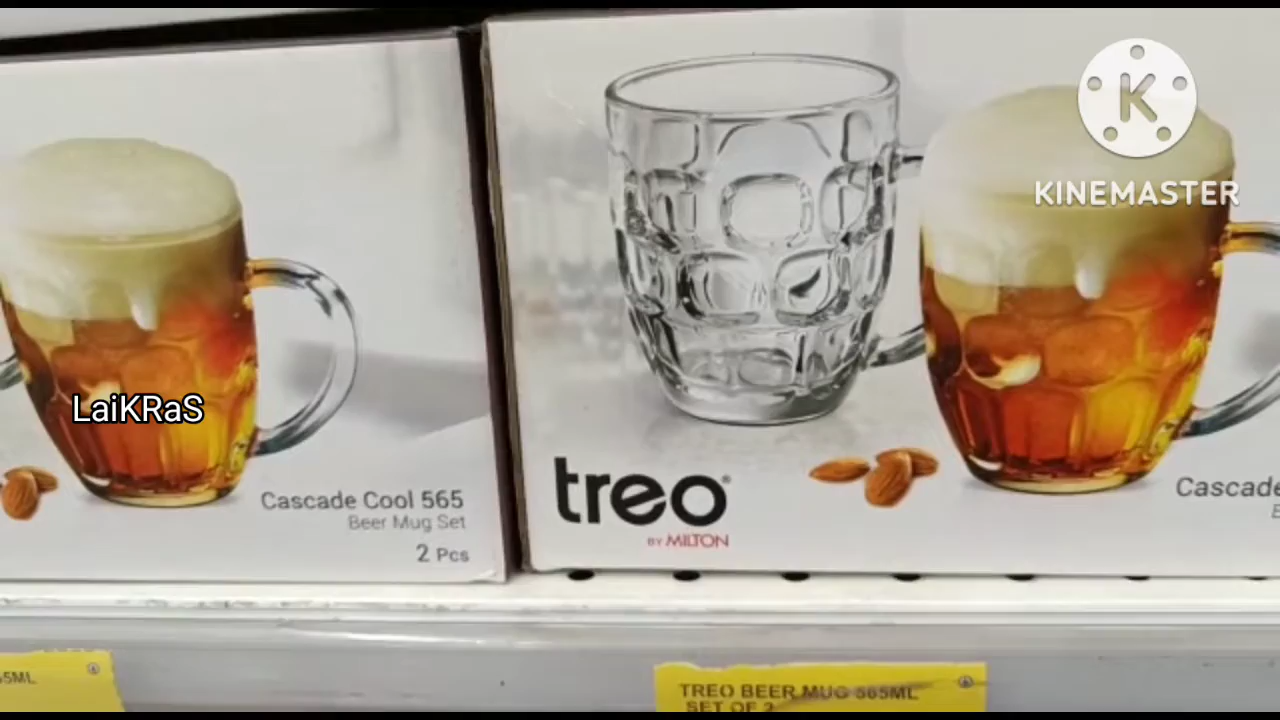 KINEMASTER
LaiKRaS
Cascade Cool 565
Beer Mug Set
2 Pcs
treo®
BY MILTON
Cascade
65ML
TREO BEER MUG 565ML
SET OF 2